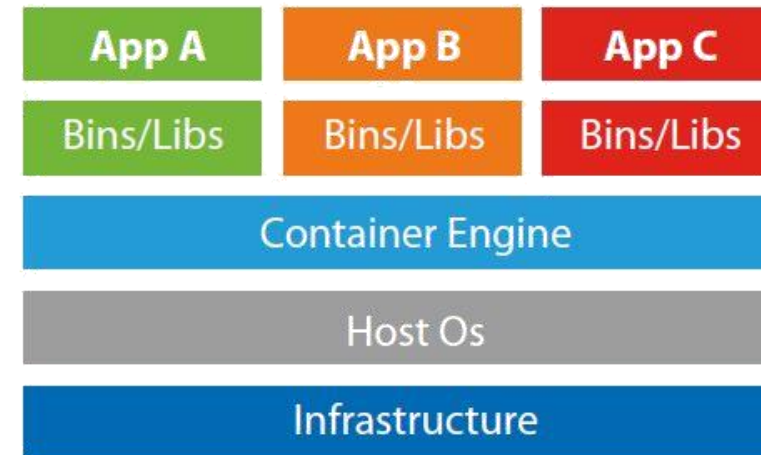 App A App B App C
Bins/Libs Bins/Libs Bins/Libs
Container Engine
Host Os
Infrastructure